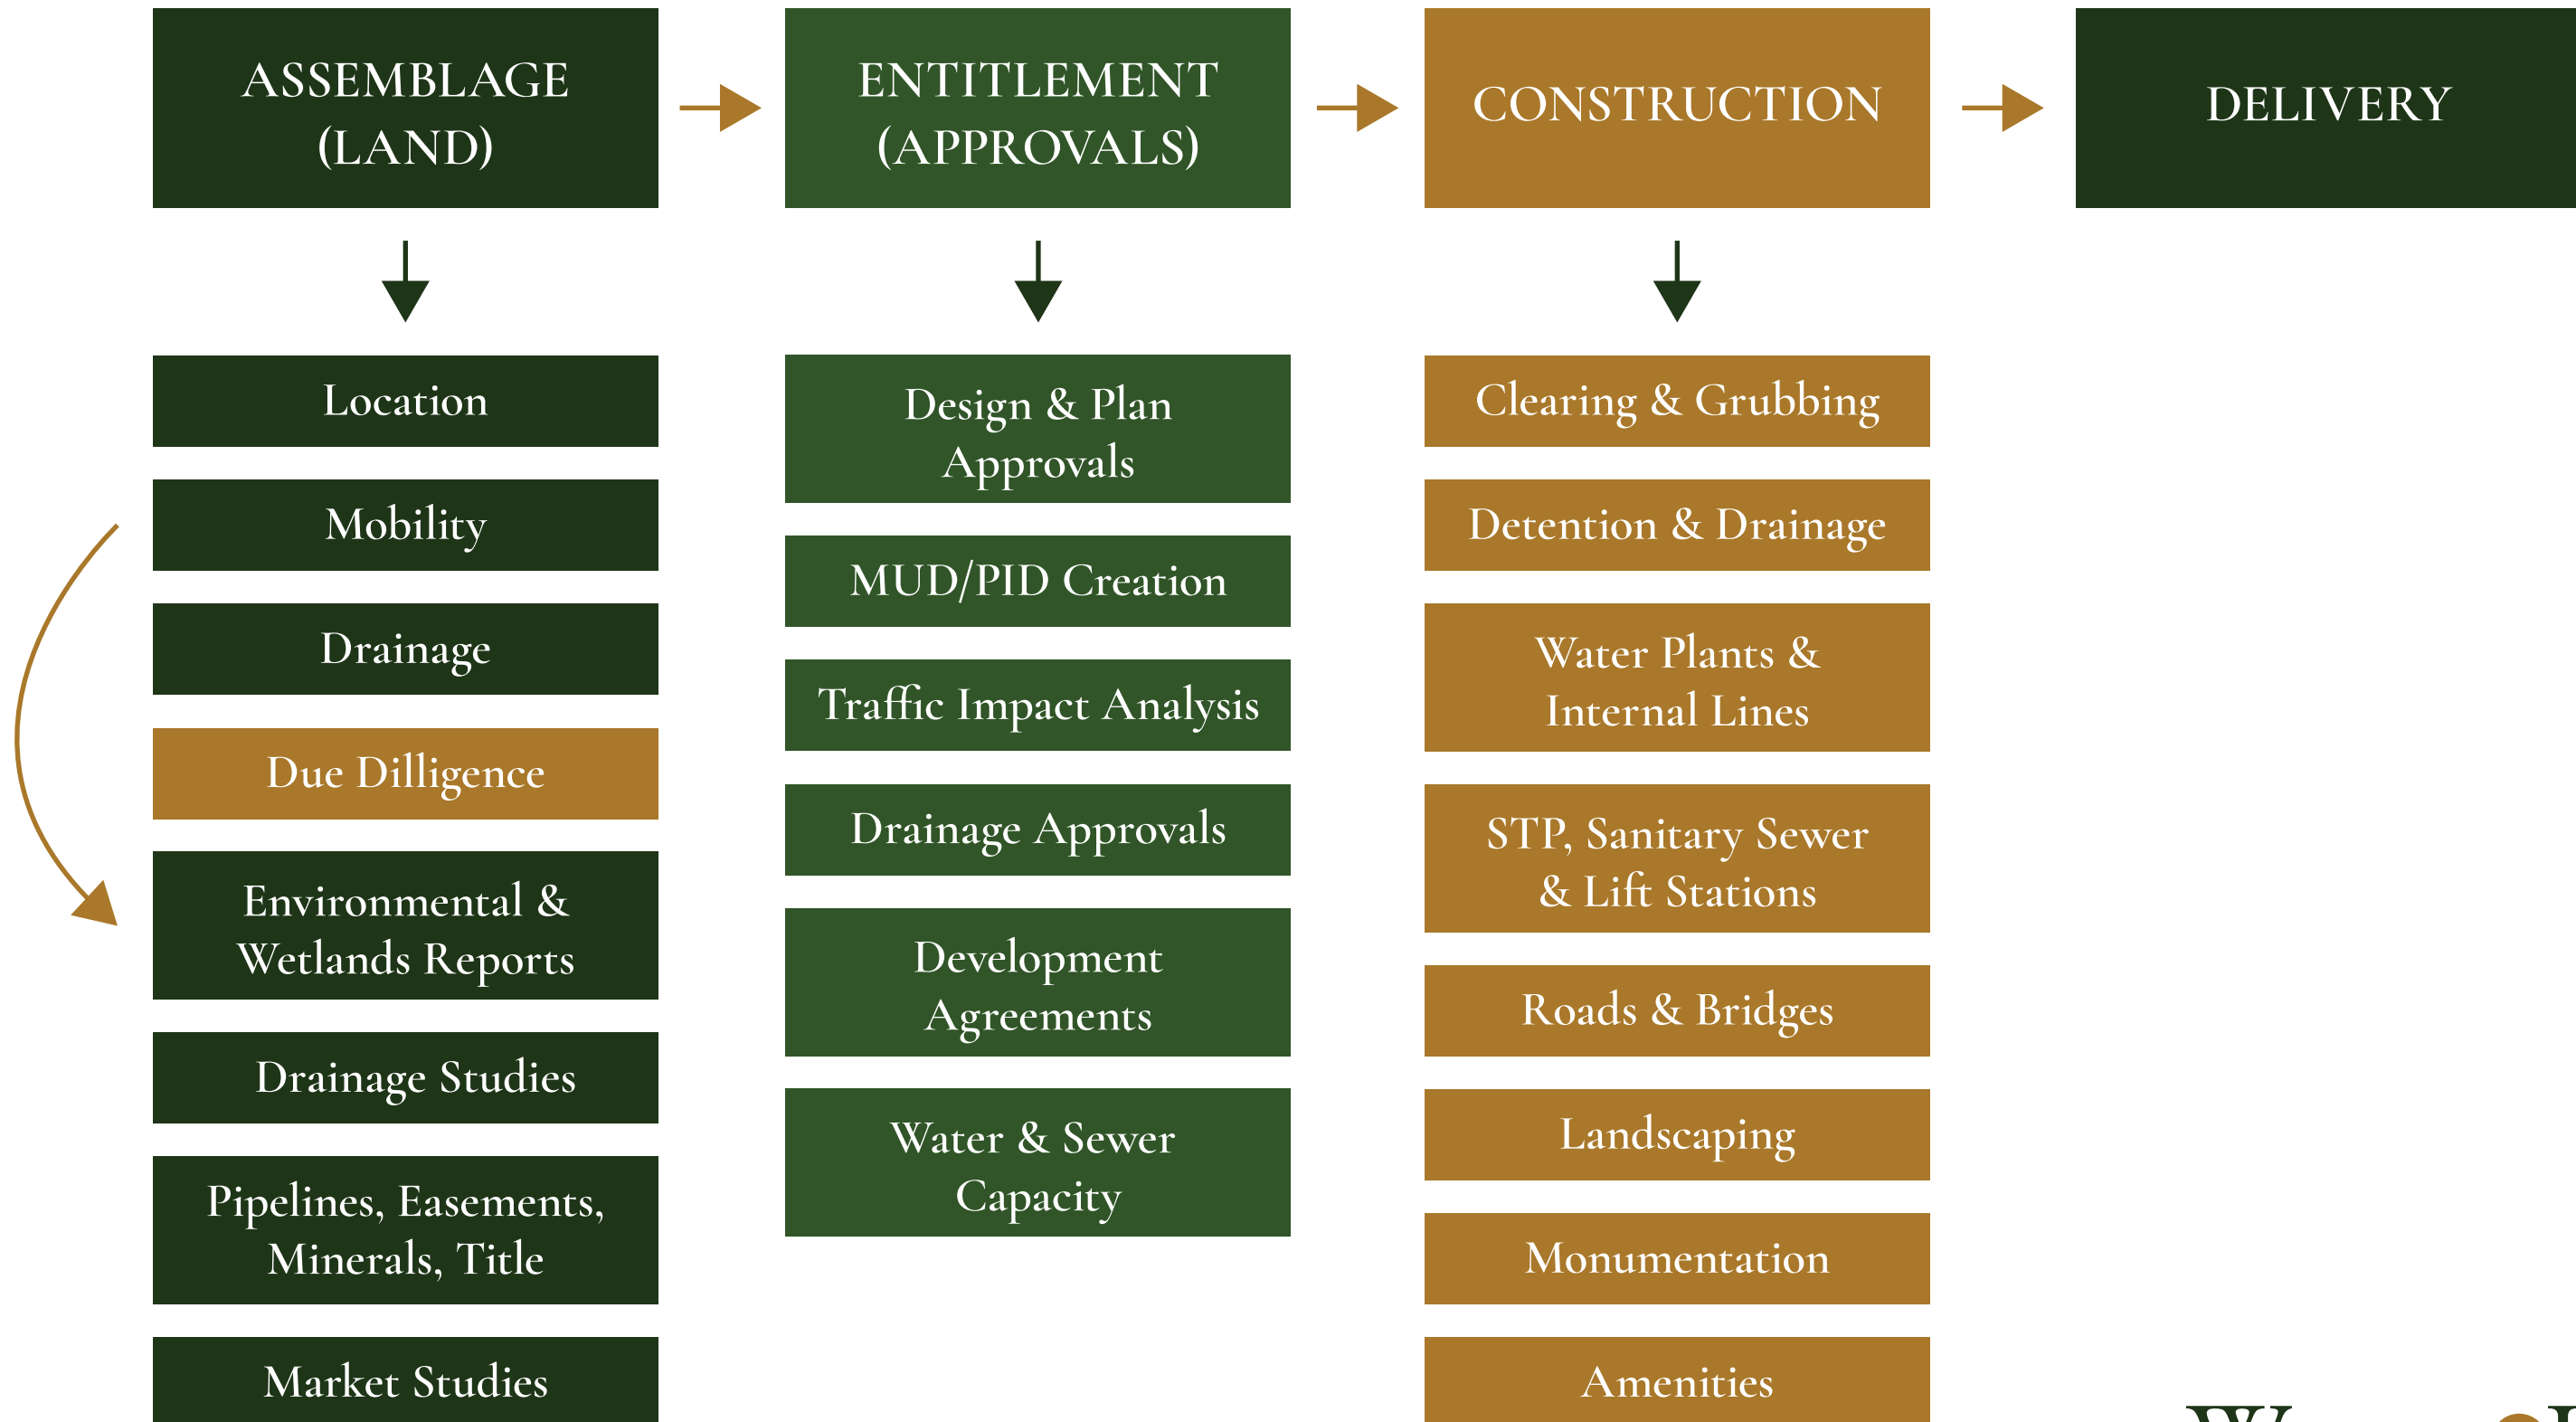 ASSEMBLAGE
(LAND)
ENTITLEMENT
(APPROVALS)
CONSTRUCTION
DELIVERY
Location
Mobility
Drainage
Due Dilligence
Environmental &
Wetlands Reports
Drainage Studies
Pipelines, Easements,
Minerals, Title
Market Studies
Design & Plan
Approvals
MUD/PID Creation
Traffic Impact Analysis
Drainage Approvals
Development
Agreements
Water & Sewer
Capacity
Clearing & Grubbing
Detention & Drainage
Water Plants &
Internal Lines
STP, Sanitary Sewer
& Lift Stations
Roads & Bridges
Landscaping
Monumentation
Amenities